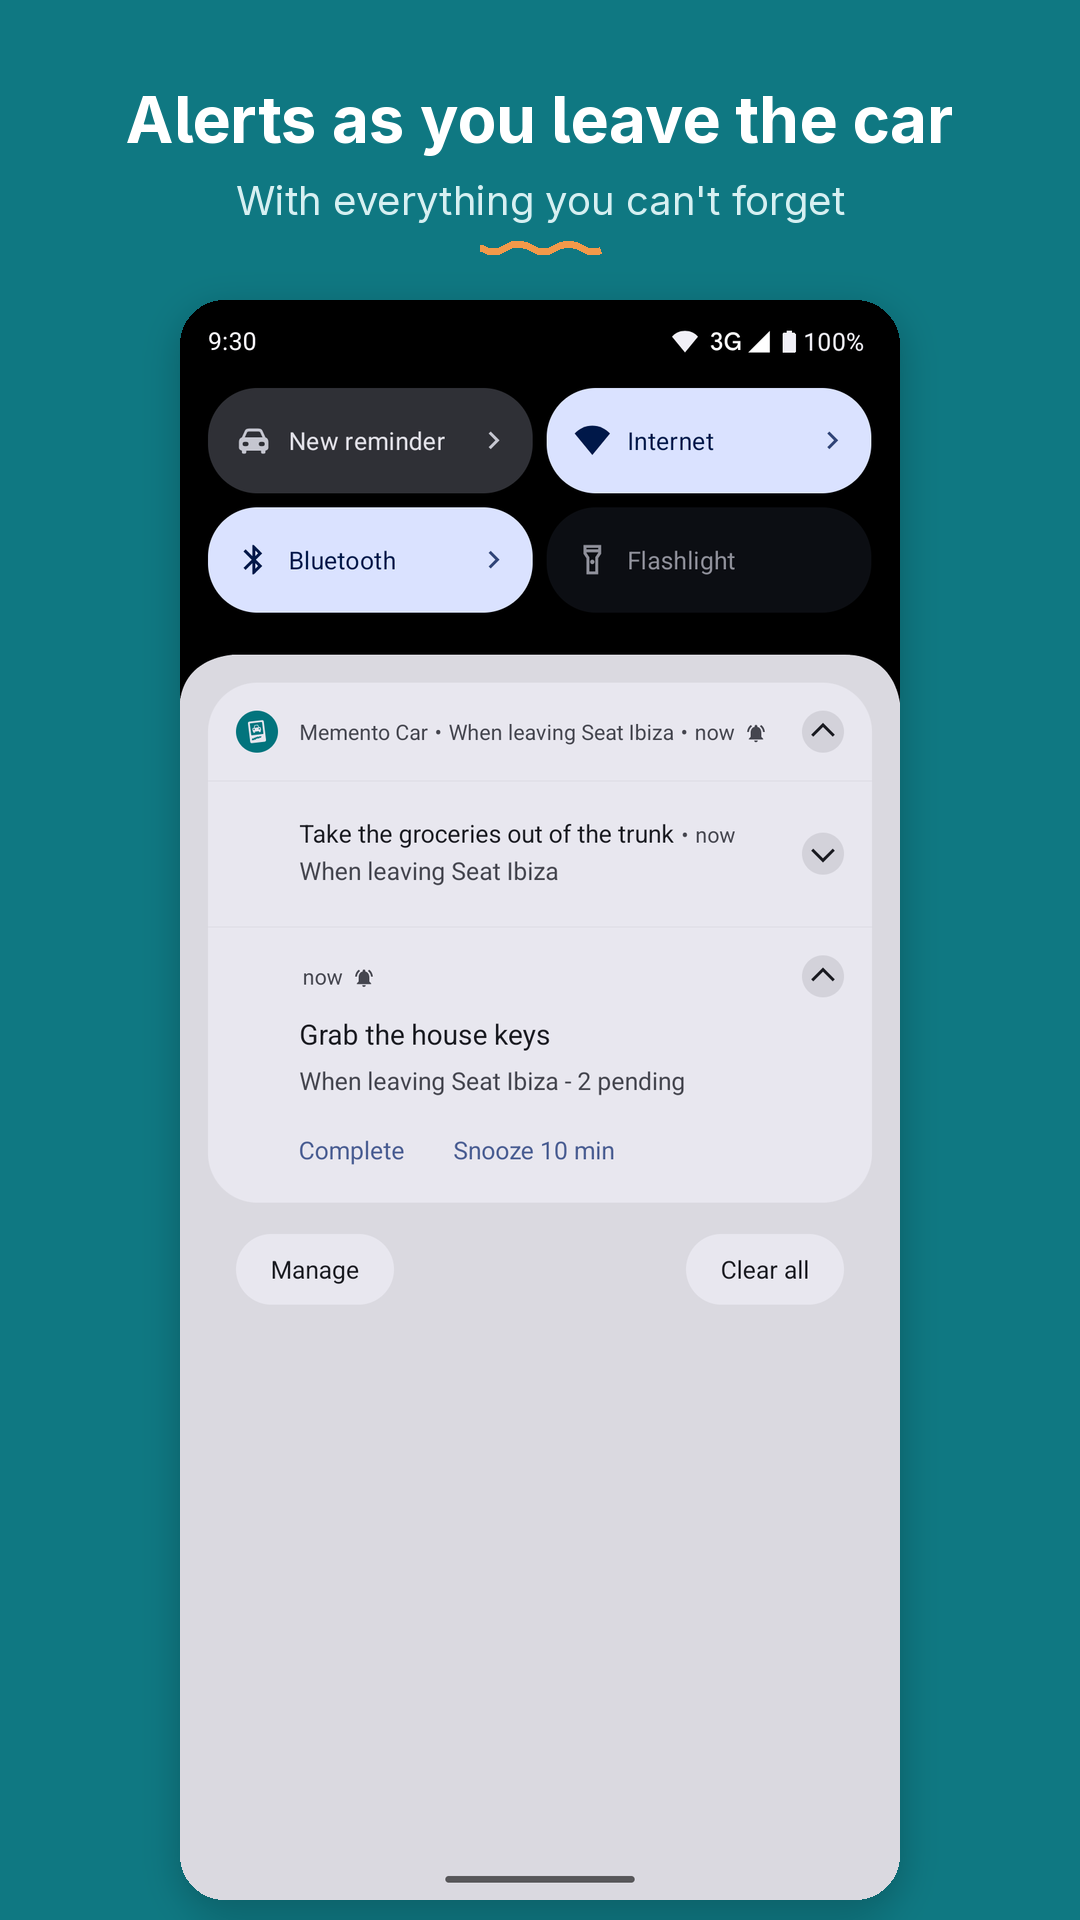 Alerts as you leave the car
With everything you can't forget
9:30
3G
100%
New reminder
Internet
Bluetooth
Flashlight
Memento Car • When leaving Seat Ibiza • now
Take the groceries out of the trunk • now
When leaving Seat Ibiza
now
Grab the house keys
When leaving Seat Ibiza - 2 pending
Complete
Snooze 10 min
Manage
Clear all